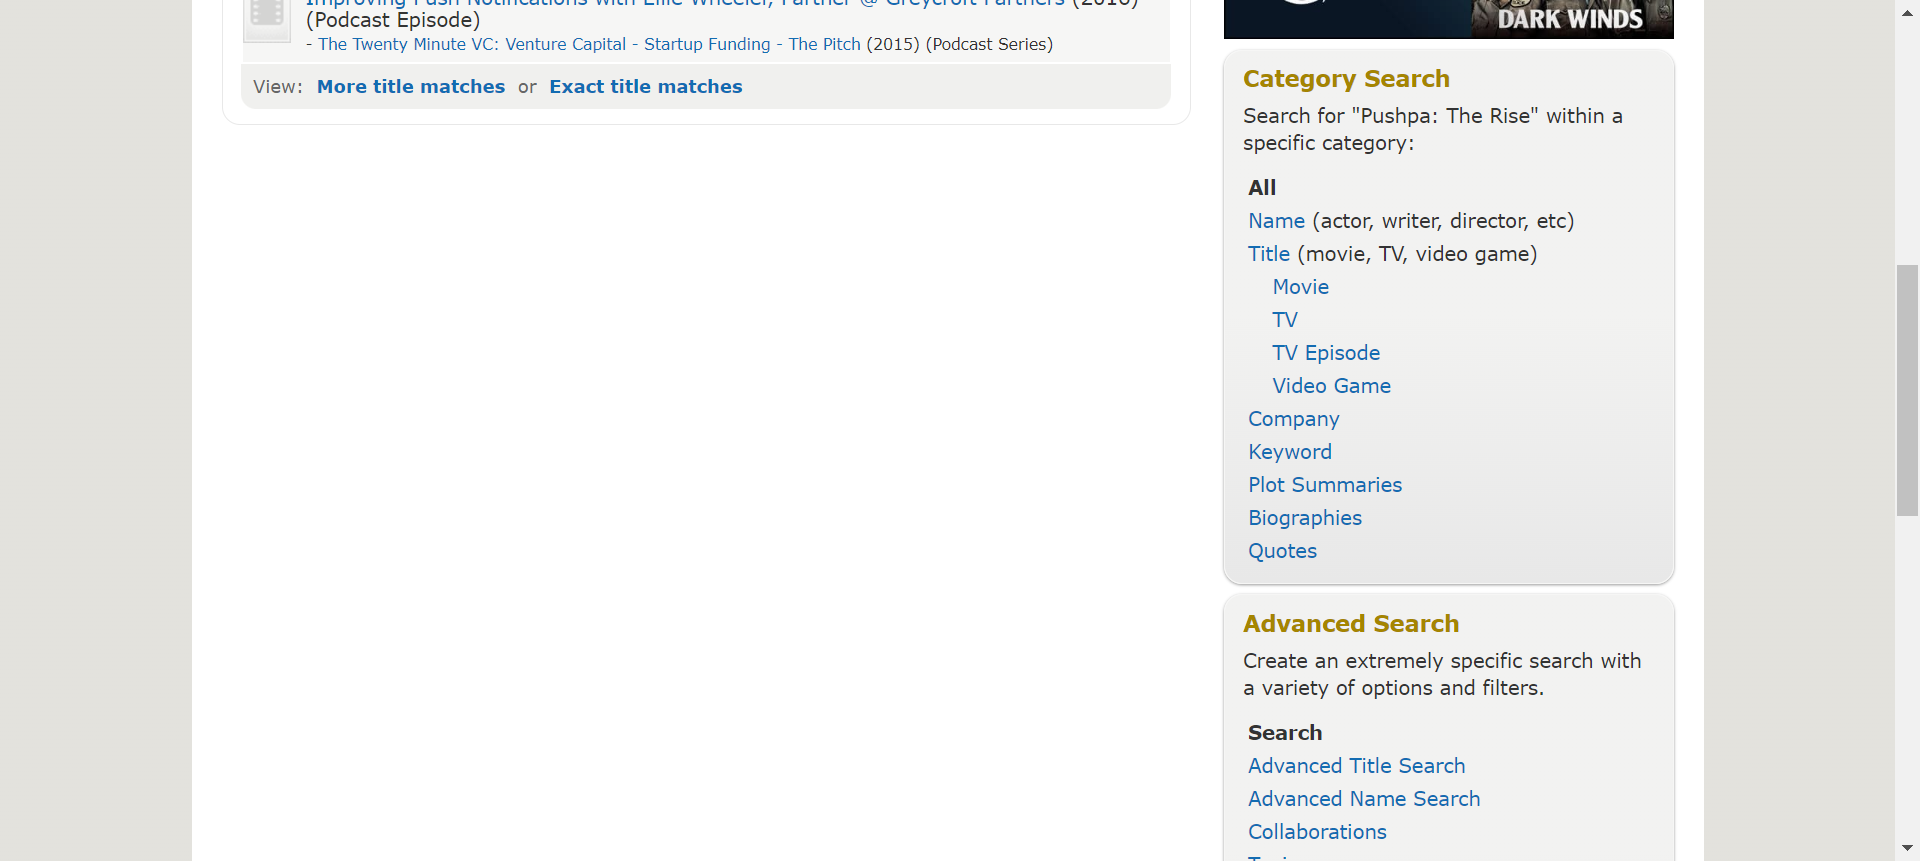 Improving Push Notifications with Ellie Wheeler, Partner @ Greycroft Partners (2016)
(Podcast Episode)
- The Twenty Minute VC: Venture Capital - Startup Funding - The Pitch (2015) (Podcast Series)
View: More title matches or Exact title matches
DARK WINDS
Category Search
Search for "Pushpa: The Rise" within a
specific category:
All
Name (actor, writer, director, etc)
Title (movie, TV, video game)
Movie
TV
TV Episode
Video Game
Company
Keyword
Plot Summaries
Biographies
Quotes
Advanced Search
Create an extremely specific search with
a variety of options and filters.
Search
Advanced Title Search
Advanced Name Search
Collaborations